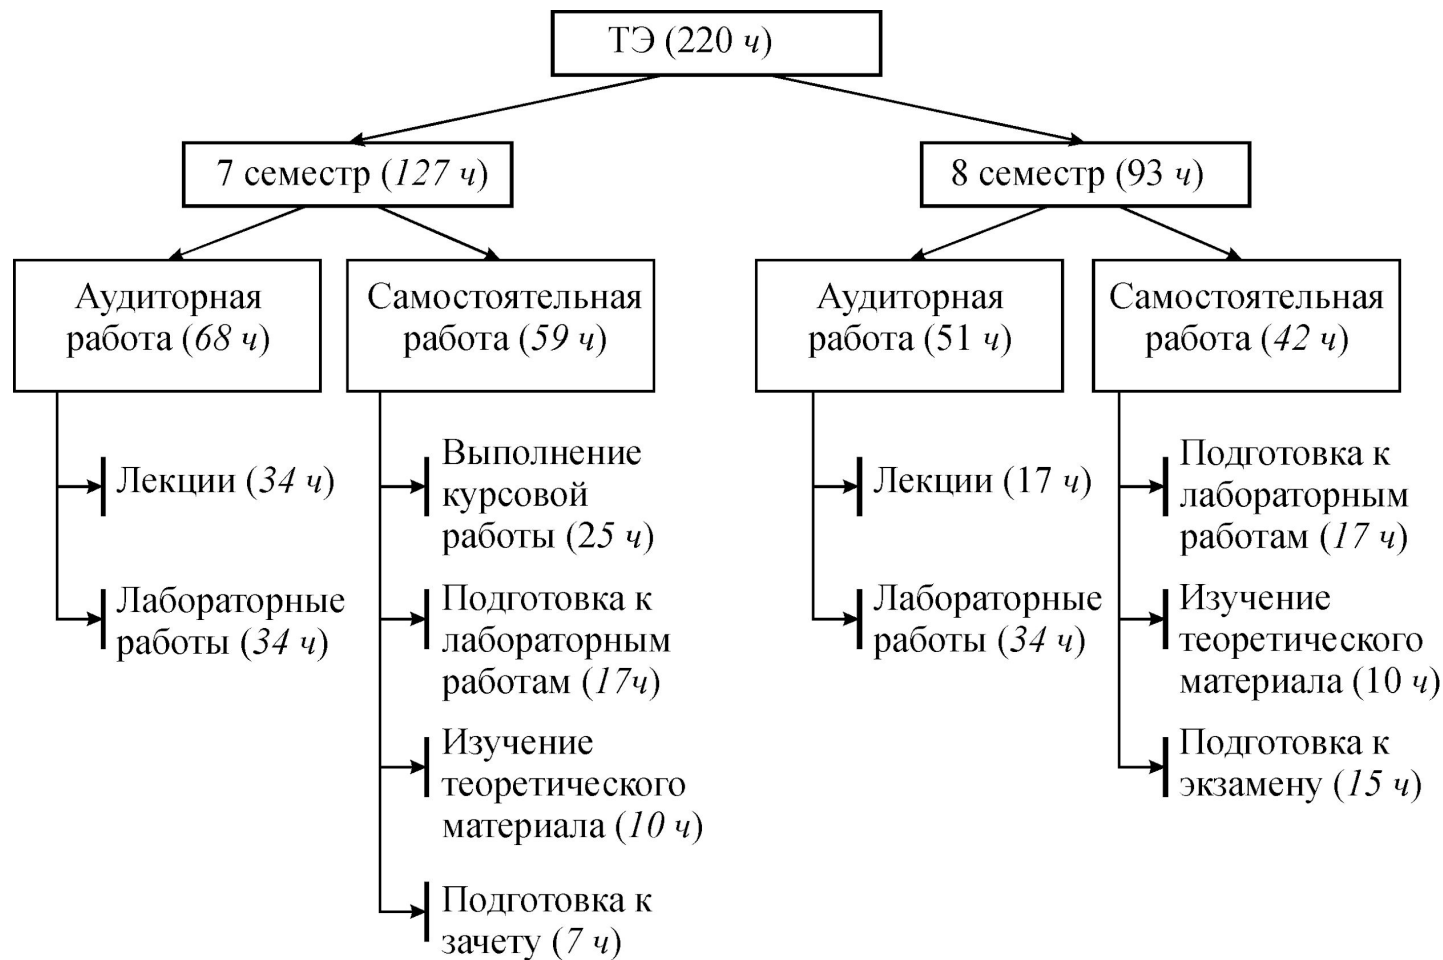 ТЭ (220 ч)
7 семестр (127 ч)
8 семестр (93 ч)
Аудиторная
работа (68 ч)
Самостоятельная
работа (59 ч)
Аудиторная
работа (51 ч)
Самостоятельная
работа (42 ч)
Лекции (34 ч)
Лабораторные
работы (34 ч)
Выполнение
курсовой
работы (25 ч)
Подготовка к
лабораторным
работам (17ч)
Изучение
теоретического
материала (10 ч)
Подготовка к
зачету (7 ч)
Лекции (17 ч)
Лабораторные
работы (34 ч)
Подготовка к
лабораторным
работам (17 ч)
Изучение
теоретического
материала (10 ч)
Подготовка к
экзамену (15 ч)